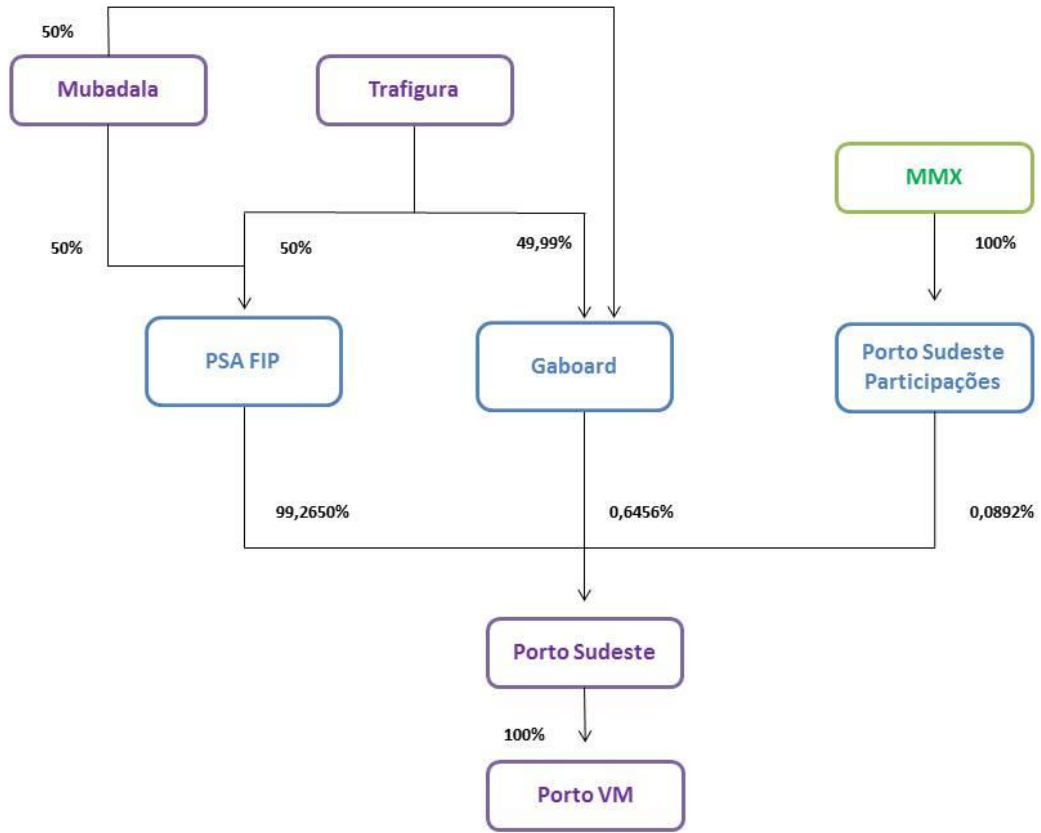 50%
Mubadala
Trafigura
MMX
50%
50%
49,99%
100%
PSA FIP
Gaboard
Porto Sudeste
Participações
99,2650%
0,6456%
0,0892%
Porto Sudeste
100%
Porto VM